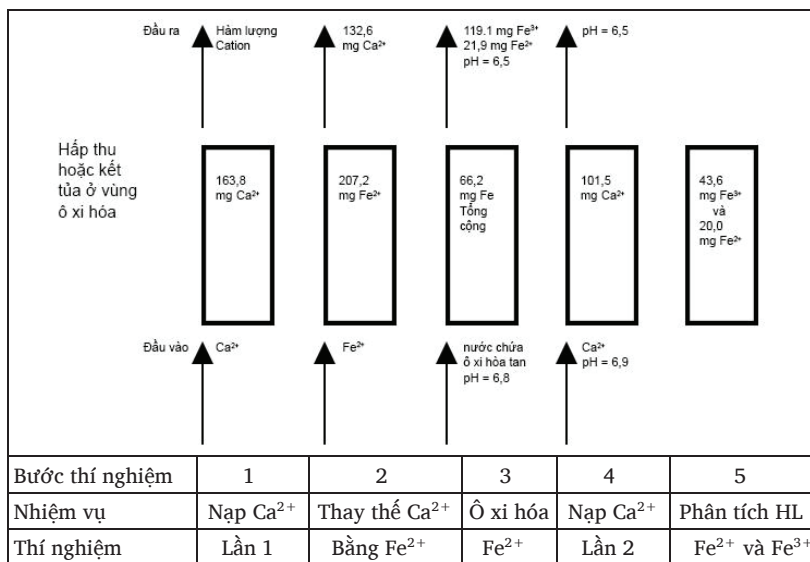 Đầu ra
Hàm lượng
Cation
132,6
mg Ca²⁺
119.1 mg Fe³⁺
21,9 mg Fe²⁺
pH = 6,5
pH = 6,5
Hấp thu
hoặc kết
tủa ở vùng
ô xi hóa
163,8
mg Ca²⁺
207,2
mg Fe²⁺
66,2
mg Fe
Tổng
cộng
101,5
mg Ca²⁺
43,6
mg Fe³⁺
và
20,0
mg Fe²⁺
Đầu vào
Ca²⁺
Fe²⁺
nước chứa
ô xi hòa tan
pH = 6,8
Ca²⁺
pH = 6,9
Bước thí nghiệm 1 2 3 4 5
Nhiệm vụ Nạp Ca²⁺ Thay thế Ca²⁺ Ô xi hóa Nạp Ca²⁺ Phân tích HL
Thí nghiệm Lần 1 Bằng Fe²⁺ Fe²⁺ Lần 2 Fe²⁺ và Fe³⁺